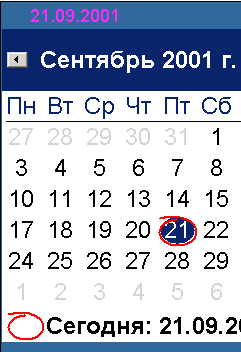 21.09.2001
Сентябрь 2001 г.
Пн Вт Ср Чт Пт Сб
27 28 29 30 31 1
3 4 5 6 7 8
10 11 12 13 14 15
17 18 19 20 21 22
24 25 26 27 28 29
1 2 3 4 5 6
Сегодня: 21.09.20